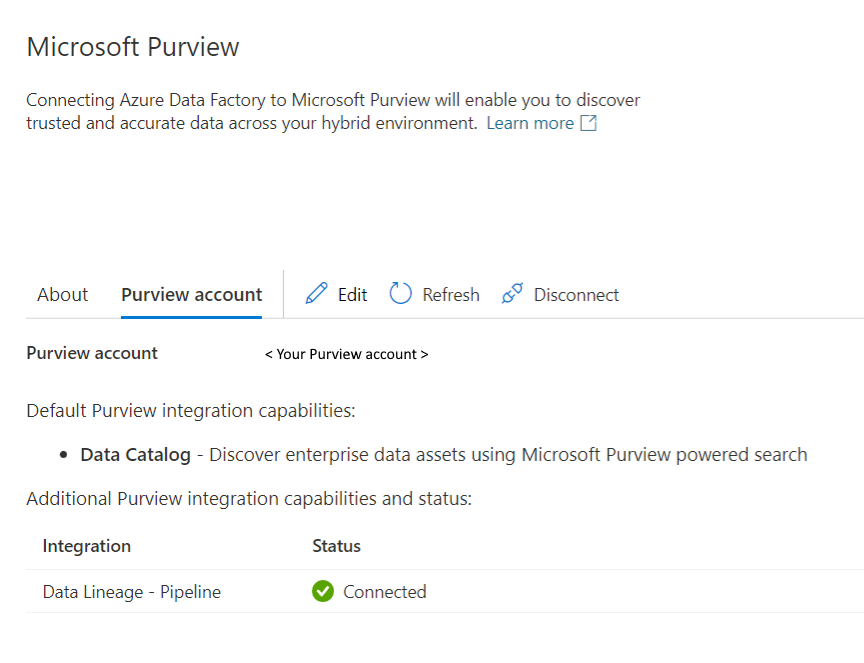 Microsoft Purview
Connecting Azure Data Factory to Microsoft Purview will enable you to discover
trusted and accurate data across your hybrid environment. Learn more
About Purview account Edit Refresh Disconnect
Purview account < Your Purview account >
Default Purview integration capabilities:
• Data Catalog - Discover enterprise data assets using Microsoft Purview powered search
Additional Purview integration capabilities and status:
Integration Status
Data Lineage - Pipeline Connected